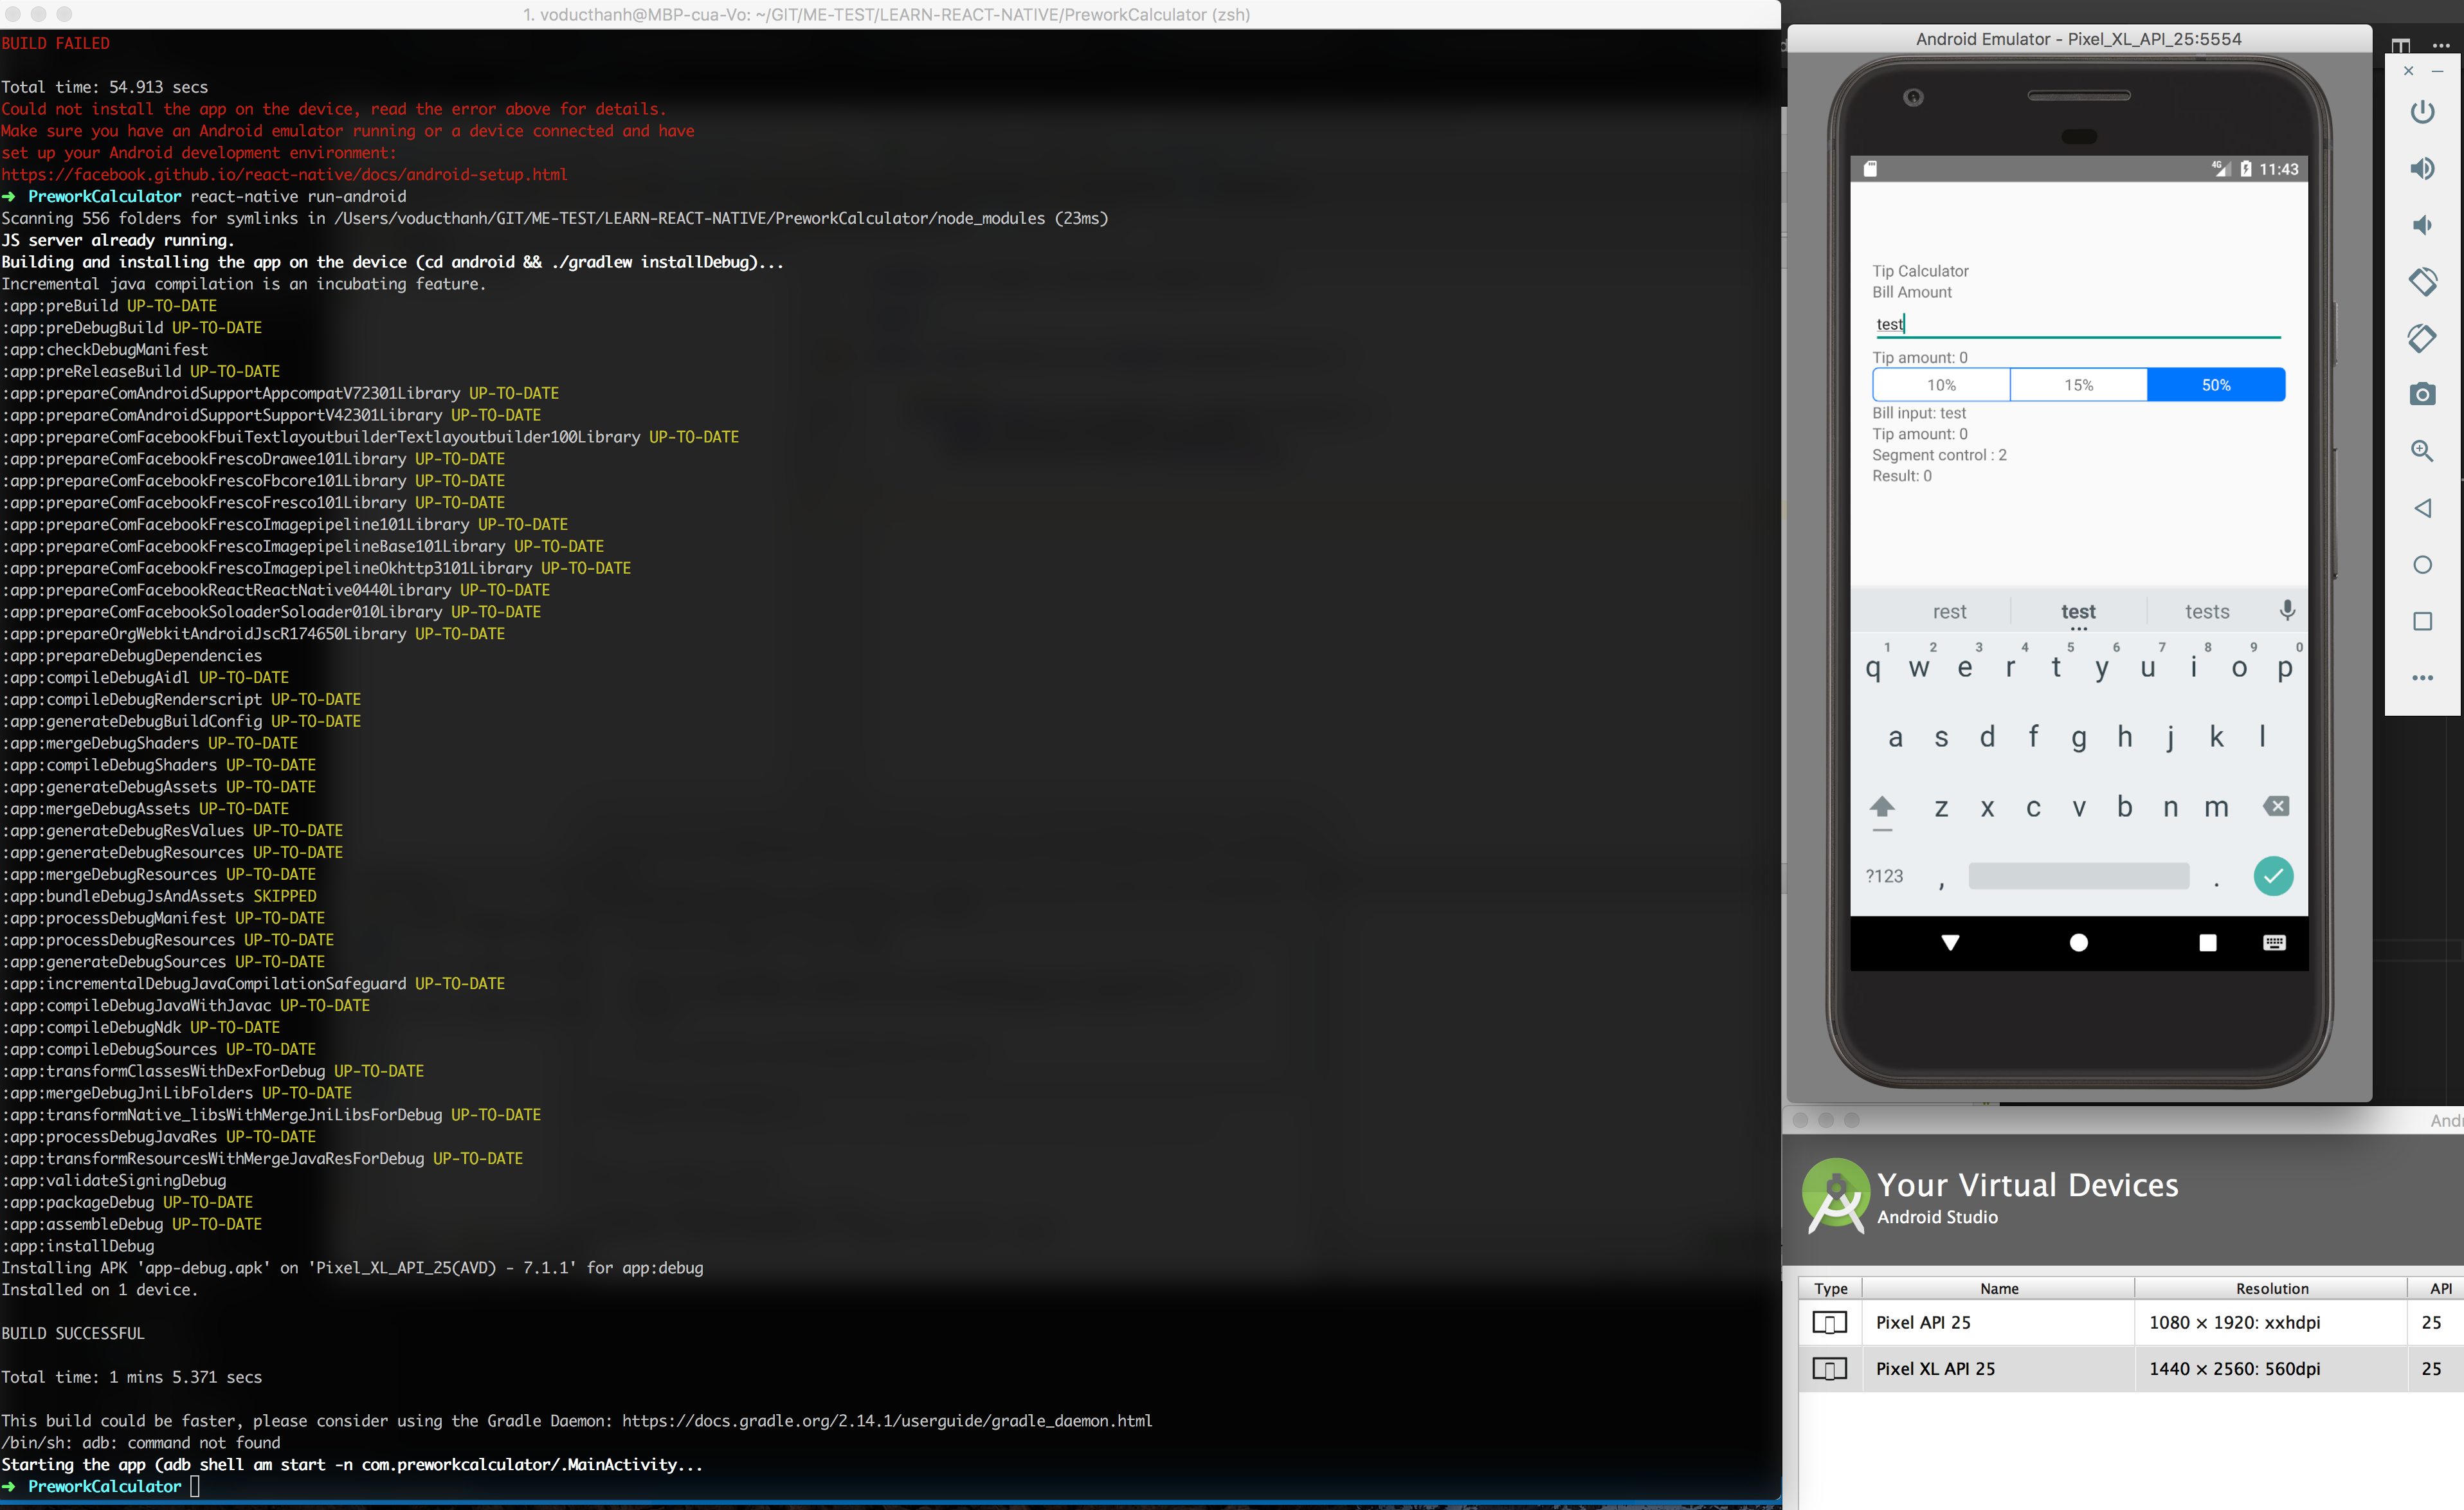 1. voducthanh@MBP-cua-Vo: ~/GIT/ME-TEST/LEARN-REACT-NATIVE/PreworkCalculator (zsh)
BUILD FAILED
Total time: 54.913 secs
Could not install the app on the device, read the error above for details.
Make sure you have an Android emulator running or a device connected and have
set up your Android development environment:
https://facebook.github.io/react-native/docs/android-setup.html
➜ PreworkCalculator react-native run-android
Scanning 556 folders for symlinks in /Users/voducthanh/GIT/ME-TEST/LEARN-REACT-NATIVE/PreworkCalculator/node_modules (23ms)
JS server already running.
Building and installing the app on the device (cd android && ./gradlew installDebug)...
Incremental java compilation is an incubating feature.
:app:preBuild UP-TO-DATE
:app:preDebugBuild UP-TO-DATE
:app:checkDebugManifest
:app:preReleaseBuild UP-TO-DATE
:app:prepareComAndroidSupportAppcompatV72301Library UP-TO-DATE
:app:prepareComAndroidSupportSupportV42301Library UP-TO-DATE
:app:prepareComFacebookFbuiTextlayoutbuilderTextlayoutbuilder100Library UP-TO-DATE
:app:prepareComFacebookFrescoDrawee101Library UP-TO-DATE
:app:prepareComFacebookFrescoFbcore101Library UP-TO-DATE
:app:prepareComFacebookFrescoFresco101Library UP-TO-DATE
:app:prepareComFacebookFrescoImagepipeline101Library UP-TO-DATE
:app:prepareComFacebookFrescoImagepipelineBase101Library UP-TO-DATE
:app:prepareComFacebookFrescoImagepipelineOkhttp3101Library UP-TO-DATE
:app:prepareComFacebookReactReactNative0440Library UP-TO-DATE
:app:prepareComFacebookSoloaderSoloader010Library UP-TO-DATE
:app:prepareOrgWebkitAndroidJscR174650Library UP-TO-DATE
:app:prepareDebugDependencies
:app:compileDebugAidl UP-TO-DATE
:app:compileDebugRenderscript UP-TO-DATE
:app:generateDebugBuildConfig UP-TO-DATE
:app:mergeDebugShaders UP-TO-DATE
:app:compileDebugShaders UP-TO-DATE
:app:generateDebugAssets UP-TO-DATE
:app:mergeDebugAssets UP-TO-DATE
:app:generateDebugResValues UP-TO-DATE
:app:generateDebugResources UP-TO-DATE
:app:mergeDebugResources UP-TO-DATE
:app:bundleDebugJsAndAssets SKIPPED
:app:processDebugManifest UP-TO-DATE
:app:processDebugResources UP-TO-DATE
:app:generateDebugSources UP-TO-DATE
:app:incrementalDebugJavaCompilationSafeguard UP-TO-DATE
:app:compileDebugJavaWithJavac UP-TO-DATE
:app:compileDebugNdk UP-TO-DATE
:app:compileDebugSources UP-TO-DATE
:app:transformClassesWithDexForDebug UP-TO-DATE
:app:mergeDebugJniLibFolders UP-TO-DATE
:app:transformNative_libsWithMergeJniLibsForDebug UP-TO-DATE
:app:processDebugJavaRes UP-TO-DATE
:app:transformResourcesWithMergeJavaResForDebug UP-TO-DATE
:app:validateSigningDebug
:app:packageDebug UP-TO-DATE
:app:assembleDebug UP-TO-DATE
:app:installDebug
Installing APK 'app-debug.apk' on 'Pixel_XL_API_25(AVD) - 7.1.1' for app:debug
Installed on 1 device.
BUILD SUCCESSFUL
Total time: 1 mins 5.371 secs
This build could be faster, please consider using the Gradle Daemon: https://docs.gradle.org/2.14.1/userguide/gradle_daemon.html
/bin/sh: adb: command not found
Starting the app (adb shell am start -n com.preworkcalculator/.MainActivity...
➜ PreworkCalculator
Android Emulator - Pixel_XL_API_25:5554
4G 11:43
Tip Calculator
Bill Amount
test
Tip amount: 0
10% 15% 50%
Bill input: test
Tip amount: 0
Segment control : 2
Result: 0
rest test tests
1 2 3 4 5 6 7 8 9 0
q w e r t y u i o p
a s d f g h j k l
z x c v b n m
?123 , .
Andr
Your Virtual Devices
Android Studio
Type Name Resolution API
Pixel API 25 1080 × 1920: xxhdpi 25
Pixel XL API 25 1440 × 2560: 560dpi 25